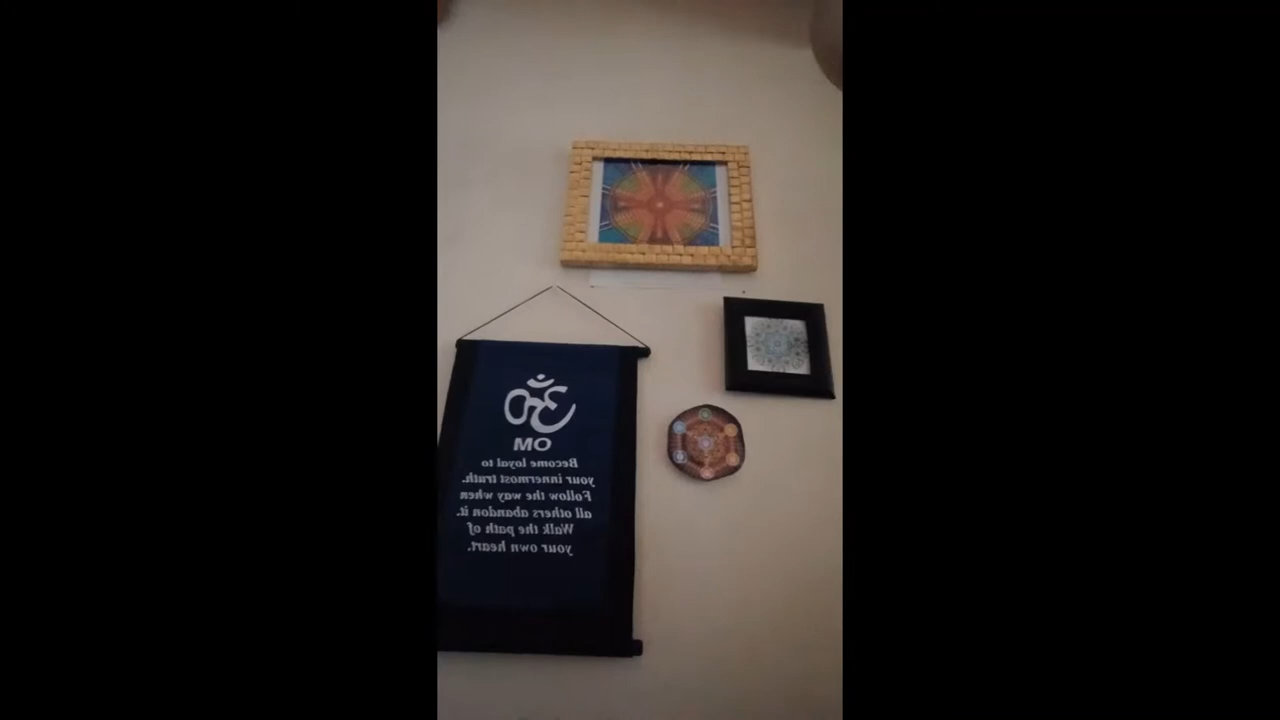 ॐ
OM
Become loyal to
your innermost truth.
Follow the way when
all others abandon it.
Walk the path of
your own heart.